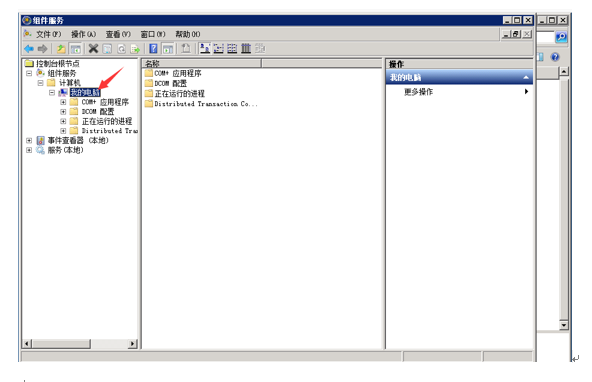 组件服务
文件(F) 操作(A) 查看(V) 窗口(W) 帮助(H)
控制台根节点
组件服务
计算机
我的电脑
COM+ 应用程序
DCOM 配置
正在运行的进程
Distributed Tra
事件查看器 (本地)
服务(本地)
名称
COM+ 应用程序
DCOM 配置
正在运行的进程
Distributed Transaction Co...
操作
我的电脑
更多操作